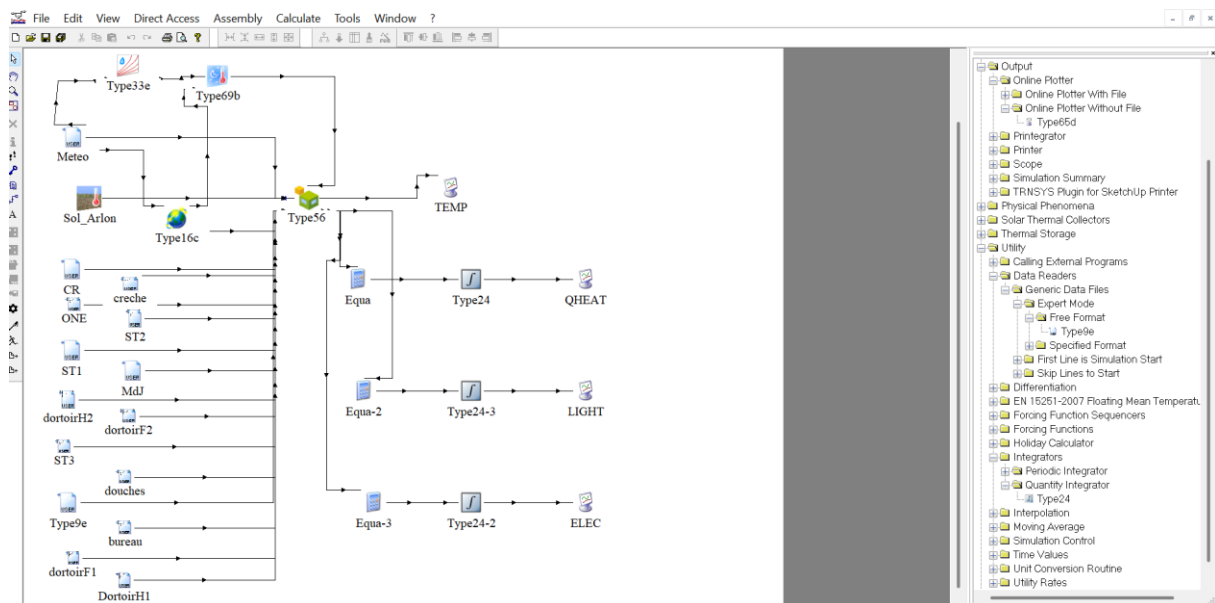 File Edit View Direct Access Assembly Calculate Tools Window ?
Type33e
Type69b
Meteo
Sol_Arlon
Type16c
Type56
TEMP
CR
creche
ONE
ST2
ST1
MdJ
dortoirH2
dortoirF2
ST3
douches
Type9e
bureau
dortoirF1
DortoirH1
Equa
Type24
QHEAT
Equa-2
Type24-3
LIGHT
Equa-3
Type24-2
ELEC
Output
Online Plotter
Online Plotter With File
Online Plotter Without File
Type65d
Printegrator
Printer
Scope
Simulation Summary
TRNSYS Plugin for SketchUp Printer
Physical Phenomena
Solar Thermal Collectors
Thermal Storage
Utility
Calling External Programs
Data Readers
Generic Data Files
Expert Mode
Free Format
Type9e
Specified Format
First Line is Simulation Start
Skip Lines to Start
Differentiation
EN 15251-2007 Floating Mean Temperatu
Forcing Function Sequencers
Forcing Functions
Holiday Calculator
Integrators
Periodic Integrator
Quantity Integrator
Type24
Interpolation
Moving Average
Simulation Control
Time Values
Unit Conversion Routine
Utility Rates